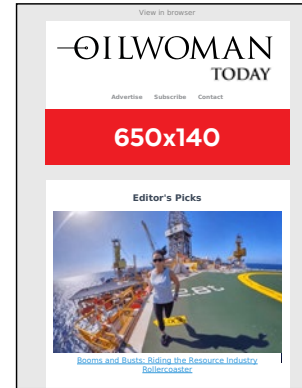 View in browser
OILWOMAN
TODAY
Advertise Subscribe Contact
650x140
Editor's Picks
Booms and Busts: Riding the Resource Industry
Rollercoaster